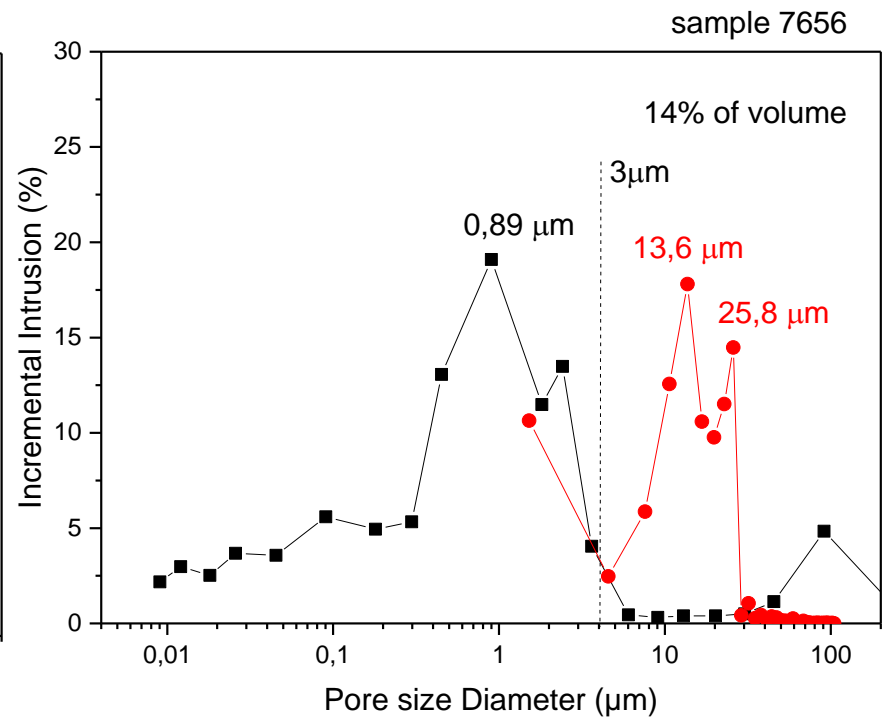 sample 7656
14% of volume
3μm
0,89 μm
13,6 μm
25,8 μm
Incremental Intrusion (%)
30
25
20
15
10
5
0
0,01 0,1 1 10 100
Pore size Diameter (µm)